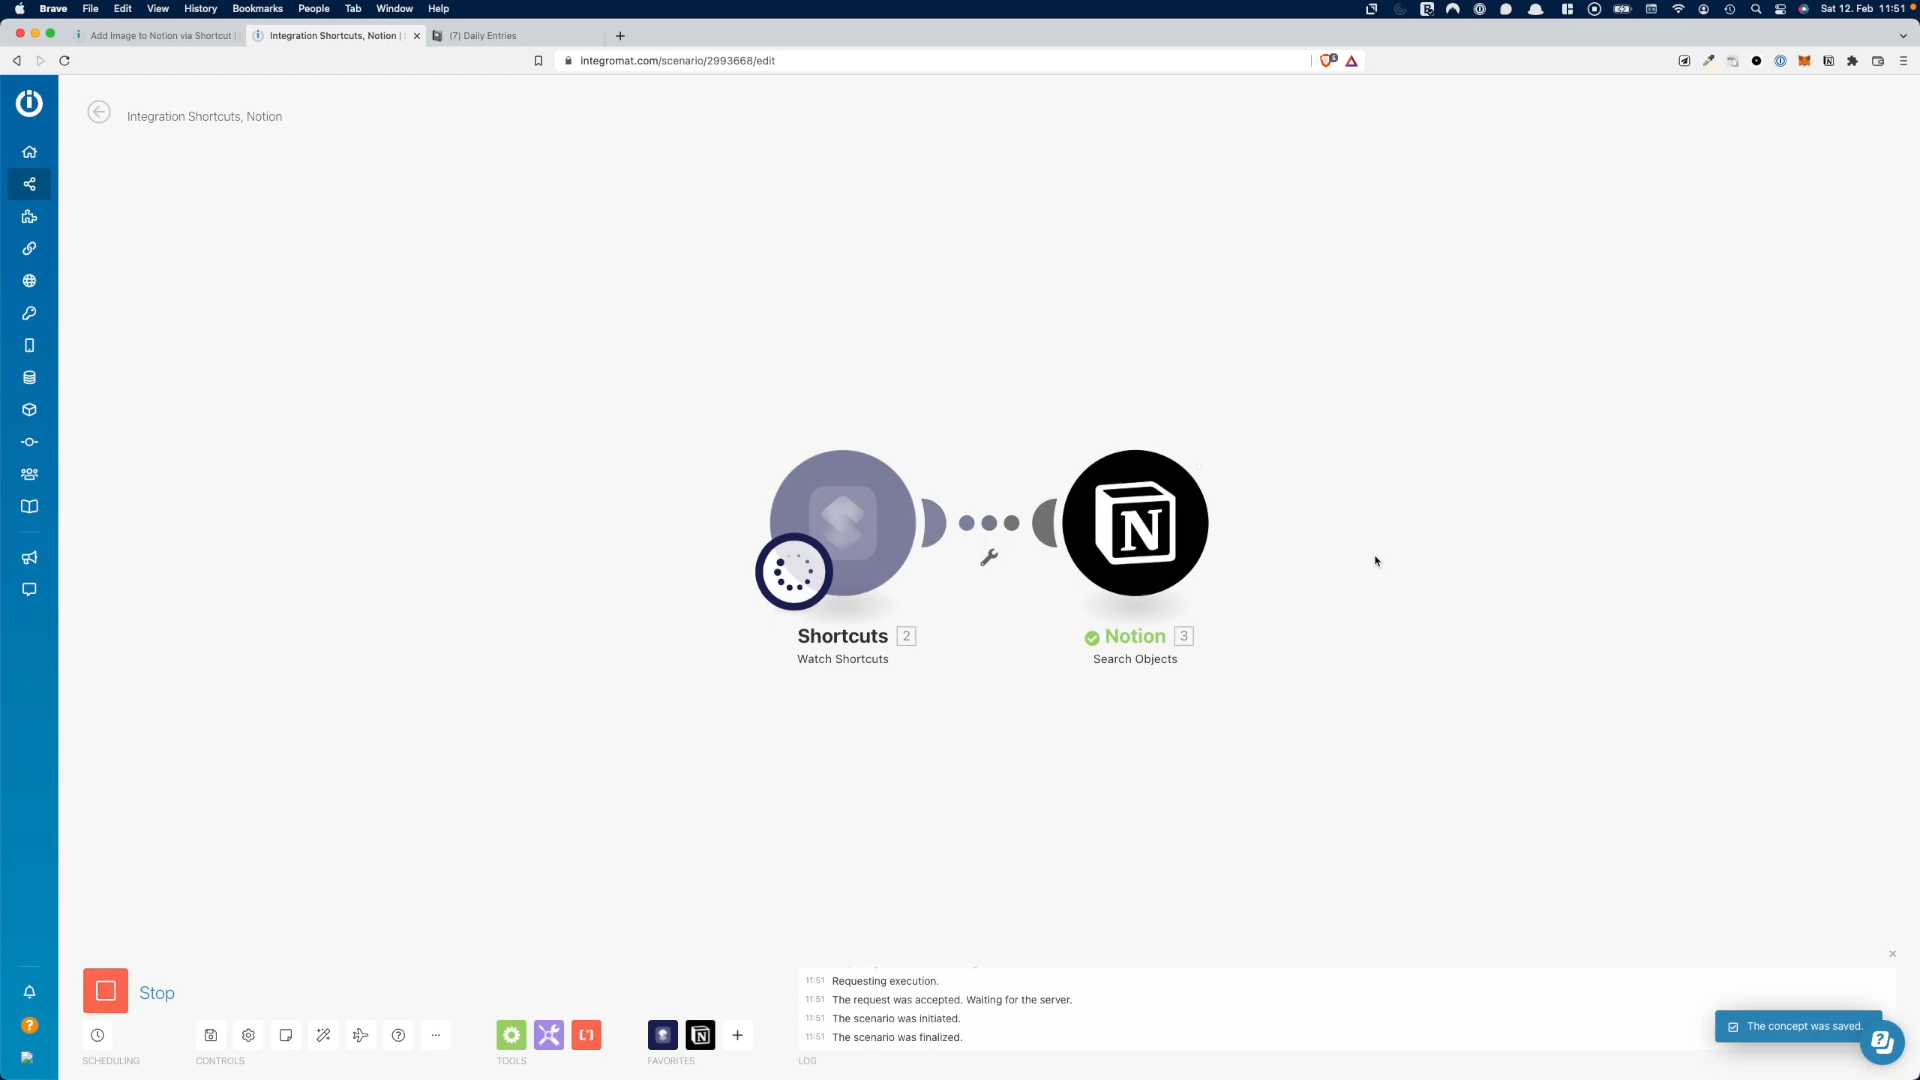 Brave File Edit View History Bookmarks People Tab Window Help Sat 12. Feb 11:51
Add Image to Notion via Shortcut | Integration Shortcuts, Notion | (7) Daily Entries
integromat.com/scenario/2993668/edit
Integration Shortcuts, Notion
N
Shortcuts 2
Watch Shortcuts
Notion 3
Search Objects
Stop
SCHEDULING
CONTROLS
TOOLS
FAVORITES
11:51 Requesting execution.
11:51 The request was accepted. Waiting for the server.
11:51 The scenario was initiated.
11:51 The scenario was finalized.
LOG
The concept was saved.